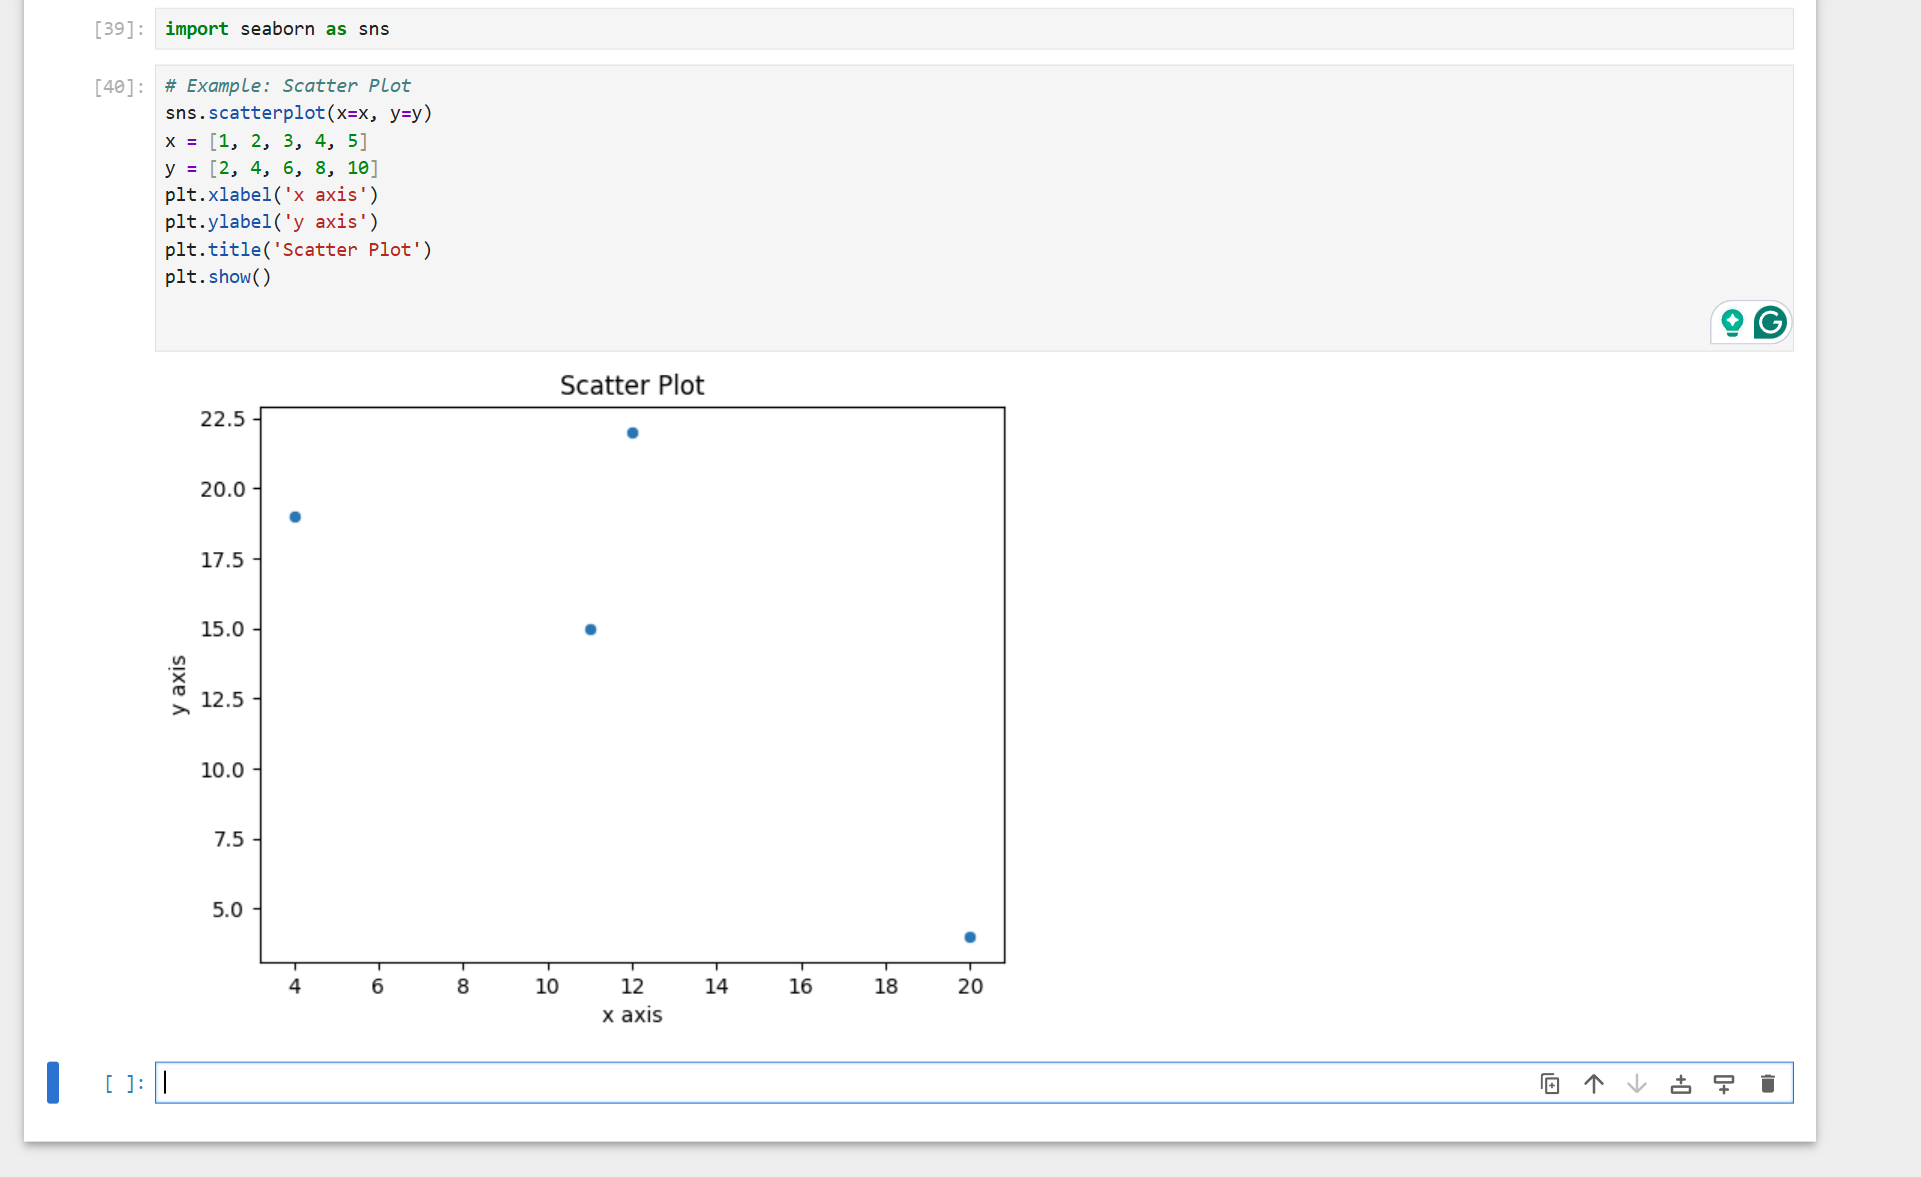 [39]: import seaborn as sns
[40]: # Example: Scatter Plot
sns.scatterplot(x=x, y=y)
x = [1, 2, 3, 4, 5]
y = [2, 4, 6, 8, 10]
plt.xlabel('x axis')
plt.ylabel('y axis')
plt.title('Scatter Plot')
plt.show()
G
Scatter Plot
22.5
20.0
17.5
15.0
12.5
10.0
7.5
5.0
y axis
4 6 8 10 12 14 16 18 20
x axis
[ ]: